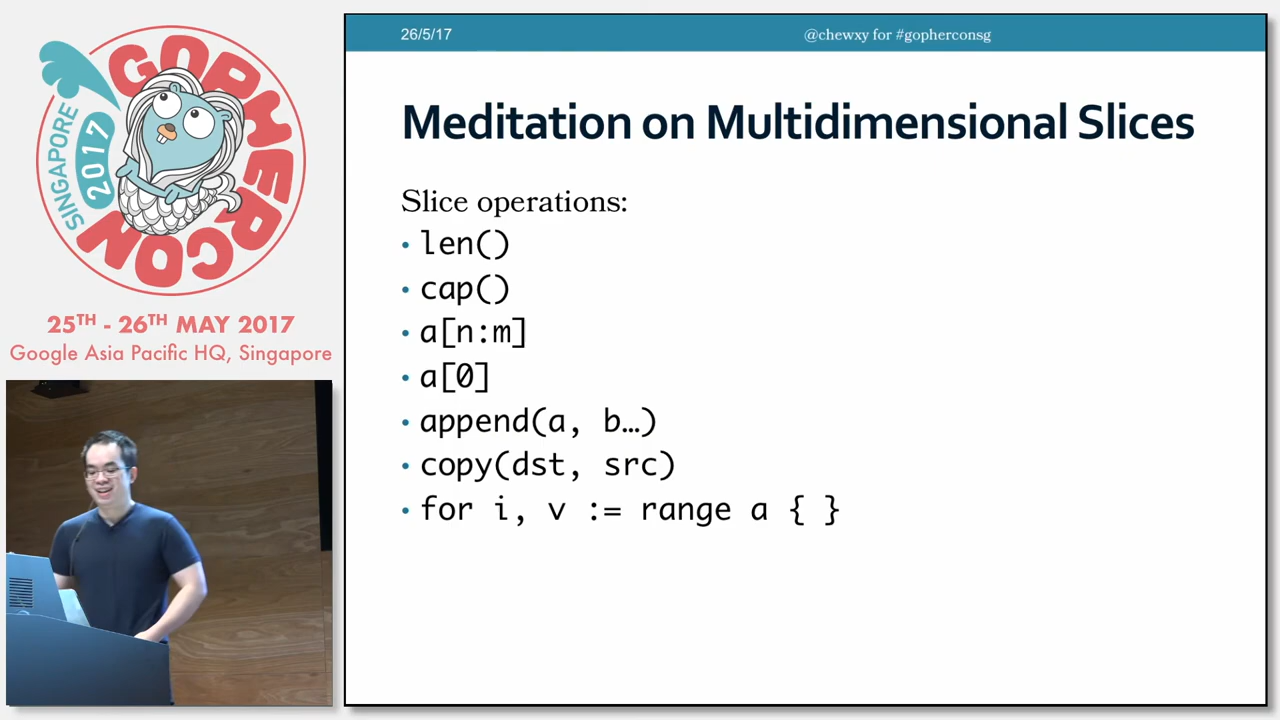 GOPHERCON
SINGAPORE
2017
25TH - 26TH MAY 2017
Google Asia Pacific HQ, Singapore
26/5/17
@chewxy for #gopherconsg
Meditation on Multidimensional Slices
Slice operations:
• len()
• cap()
• a[n:m]
• a[0]
• append(a, b…)
• copy(dst, src)
• for i, v := range a { }